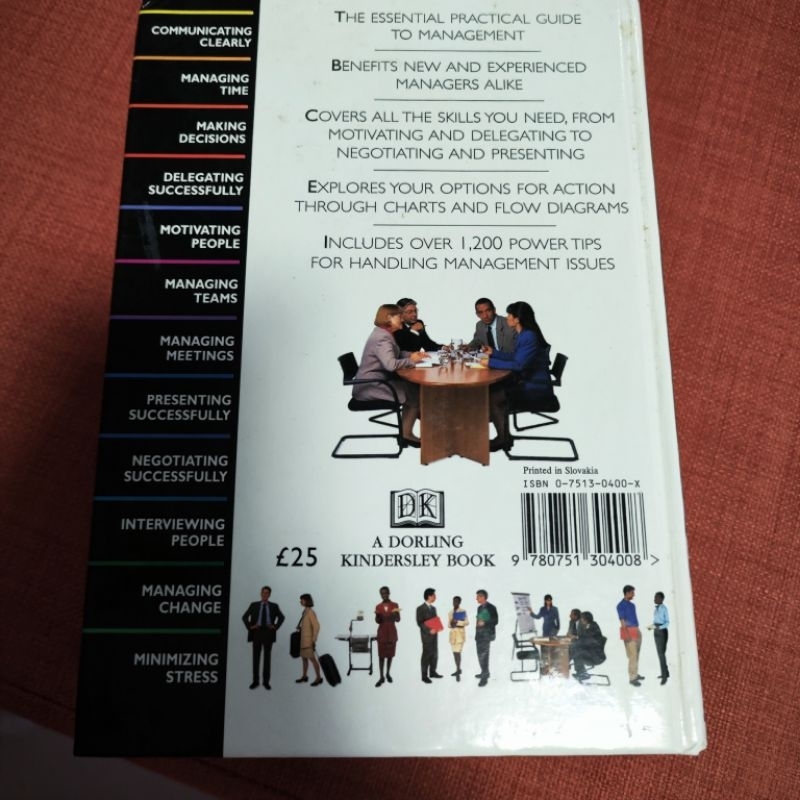 COMMUNICATING
CLEARLY
MANAGING
TIME
MAKING
DECISIONS
DELEGATING
SUCCESSFULLY
MOTIVATING
PEOPLE
MANAGING
TEAMS
MANAGING
MEETINGS
PRESENTING
SUCCESSFULLY
NEGOTIATING
SUCCESSFULLY
INTERVIEWING
PEOPLE
MANAGING
CHANGE
MINIMIZING
STRESS
THE ESSENTIAL PRACTICAL GUIDE
TO MANAGEMENT
BENEFITS NEW AND EXPERIENCED
MANAGERS ALIKE
COVERS ALL THE SKILLS YOU NEED, FROM
MOTIVATING AND DELEGATING TO
NEGOTIATING AND PRESENTING
EXPLORES YOUR OPTIONS FOR ACTION
THROUGH CHARTS AND FLOW DIAGRAMS
INCLUDES OVER 1,200 POWER TIPS
FOR HANDLING MANAGEMENT ISSUES
Printed in Slovakia
ISBN 0-7513-0400-X
DK
A DORLING
KINDERSLEY BOOK
£25
9 780751 304008 >